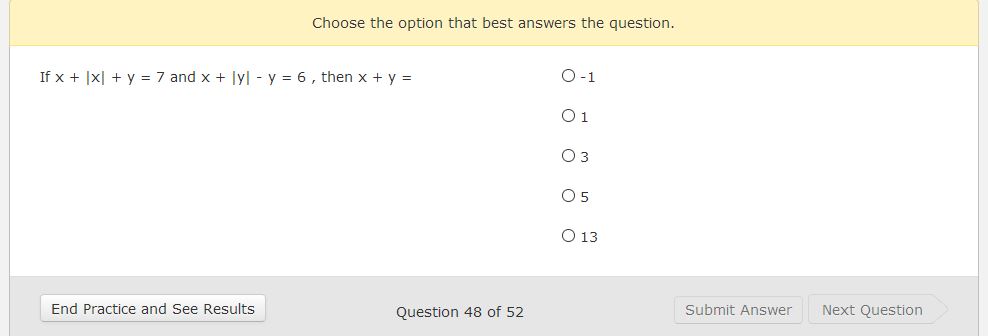 Choose the option that best answers the question.
If x + |x| + y = 7 and x + |y| - y = 6 , then x + y =
-1
1
3
5
13
End Practice and See Results
Question 48 of 52
Submit Answer
Next Question